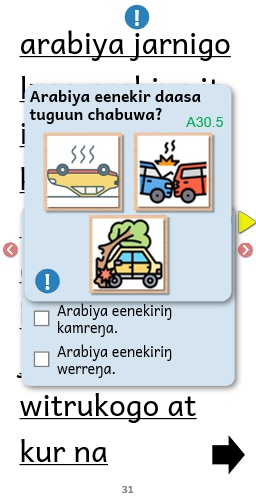 arabiya jarnigo
Arabiya eenekir daasa
tuguun chabuwa?
A30.5
Arabiya eenekiriŋ
kamreŋa.
Arabiya eenekiriŋ
werreŋa.
witrukogo at
kur na
31